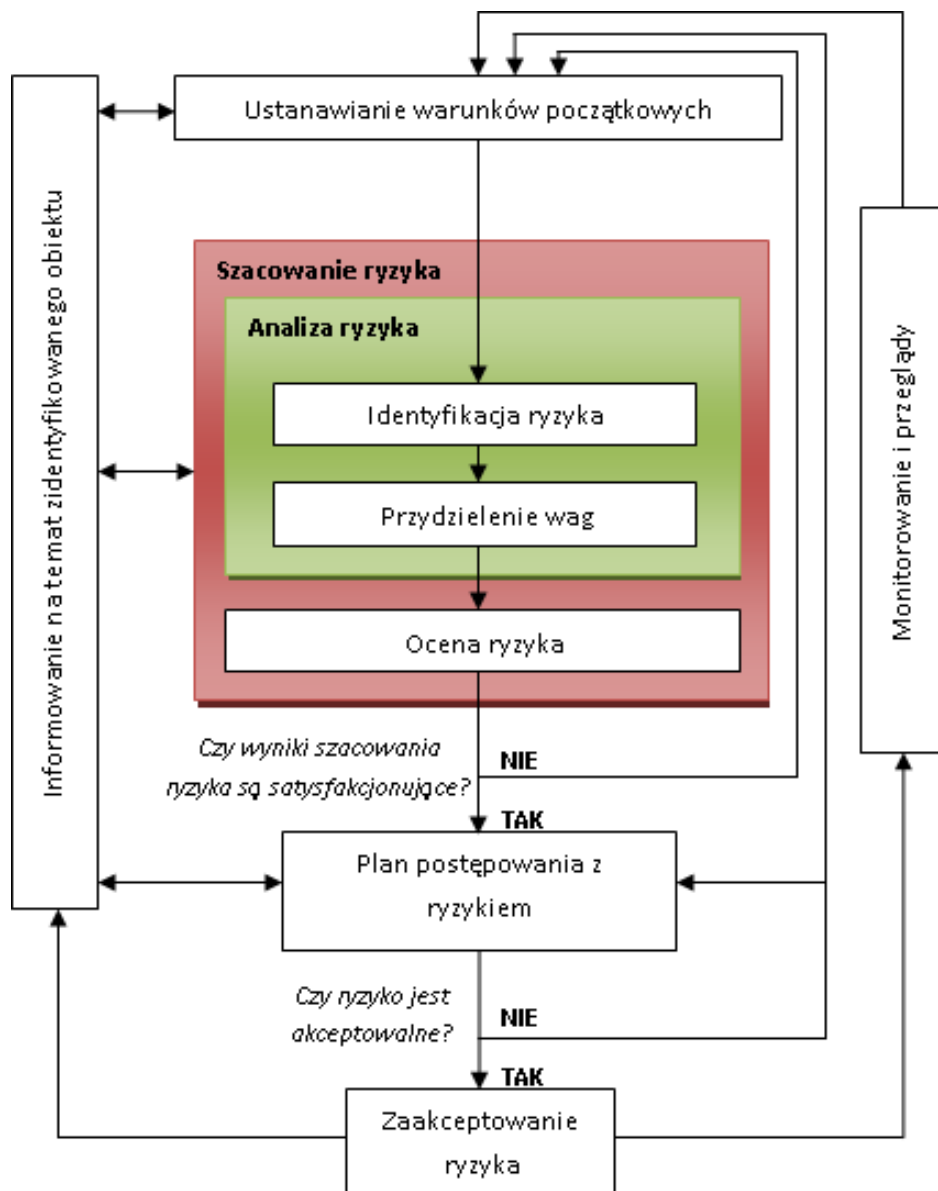 Ustanawianie warunków początkowych
Informowanie na temat zidentyfikowanego obiektu
Szacowanie ryzyka
Analiza ryzyka
Identyfikacja ryzyka
Przydzielenie wag
Ocena ryzyka
Monitorowanie i przeglądy
Czy wyniki szacowania
ryzyka są satysfakcjonujące?
NIE
TAK
Plan postępowania z
ryzykiem
Czy ryzyko jest
akceptowalne?
NIE
TAK
Zaakceptowanie
ryzyka